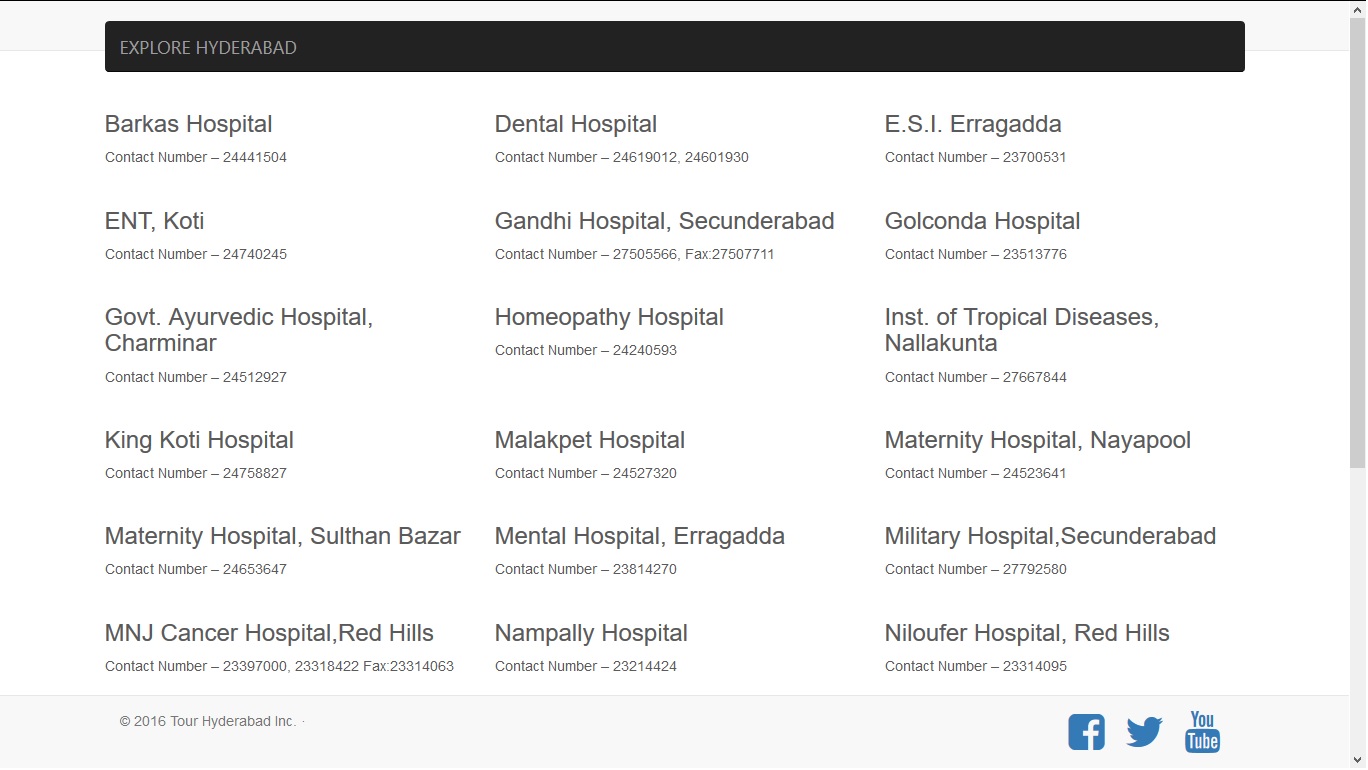 EXPLORE HYDERABAD
Barkas Hospital
Contact Number – 24441504
Dental Hospital
Contact Number – 24619012, 24601930
E.S.I. Erragadda
Contact Number – 23700531
ENT, Koti
Contact Number – 24740245
Gandhi Hospital, Secunderabad
Contact Number – 27505566, Fax:27507711
Golconda Hospital
Contact Number – 23513776
Govt. Ayurvedic Hospital,
Charminar
Contact Number – 24512927
Homeopathy Hospital
Contact Number – 24240593
Inst. of Tropical Diseases,
Nallakunta
Contact Number – 27667844
King Koti Hospital
Contact Number – 24758827
Malakpet Hospital
Contact Number – 24527320
Maternity Hospital, Nayapool
Contact Number – 24523641
Maternity Hospital, Sulthan Bazar
Contact Number – 24653647
Mental Hospital, Erragadda
Contact Number – 23814270
Military Hospital,Secunderabad
Contact Number – 27792580
MNJ Cancer Hospital,Red Hills
Contact Number – 23397000, 23318422 Fax:23314063
Nampally Hospital
Contact Number – 23214424
Niloufer Hospital, Red Hills
Contact Number – 23314095
© 2016 Tour Hyderabad Inc. ·
You
Tube